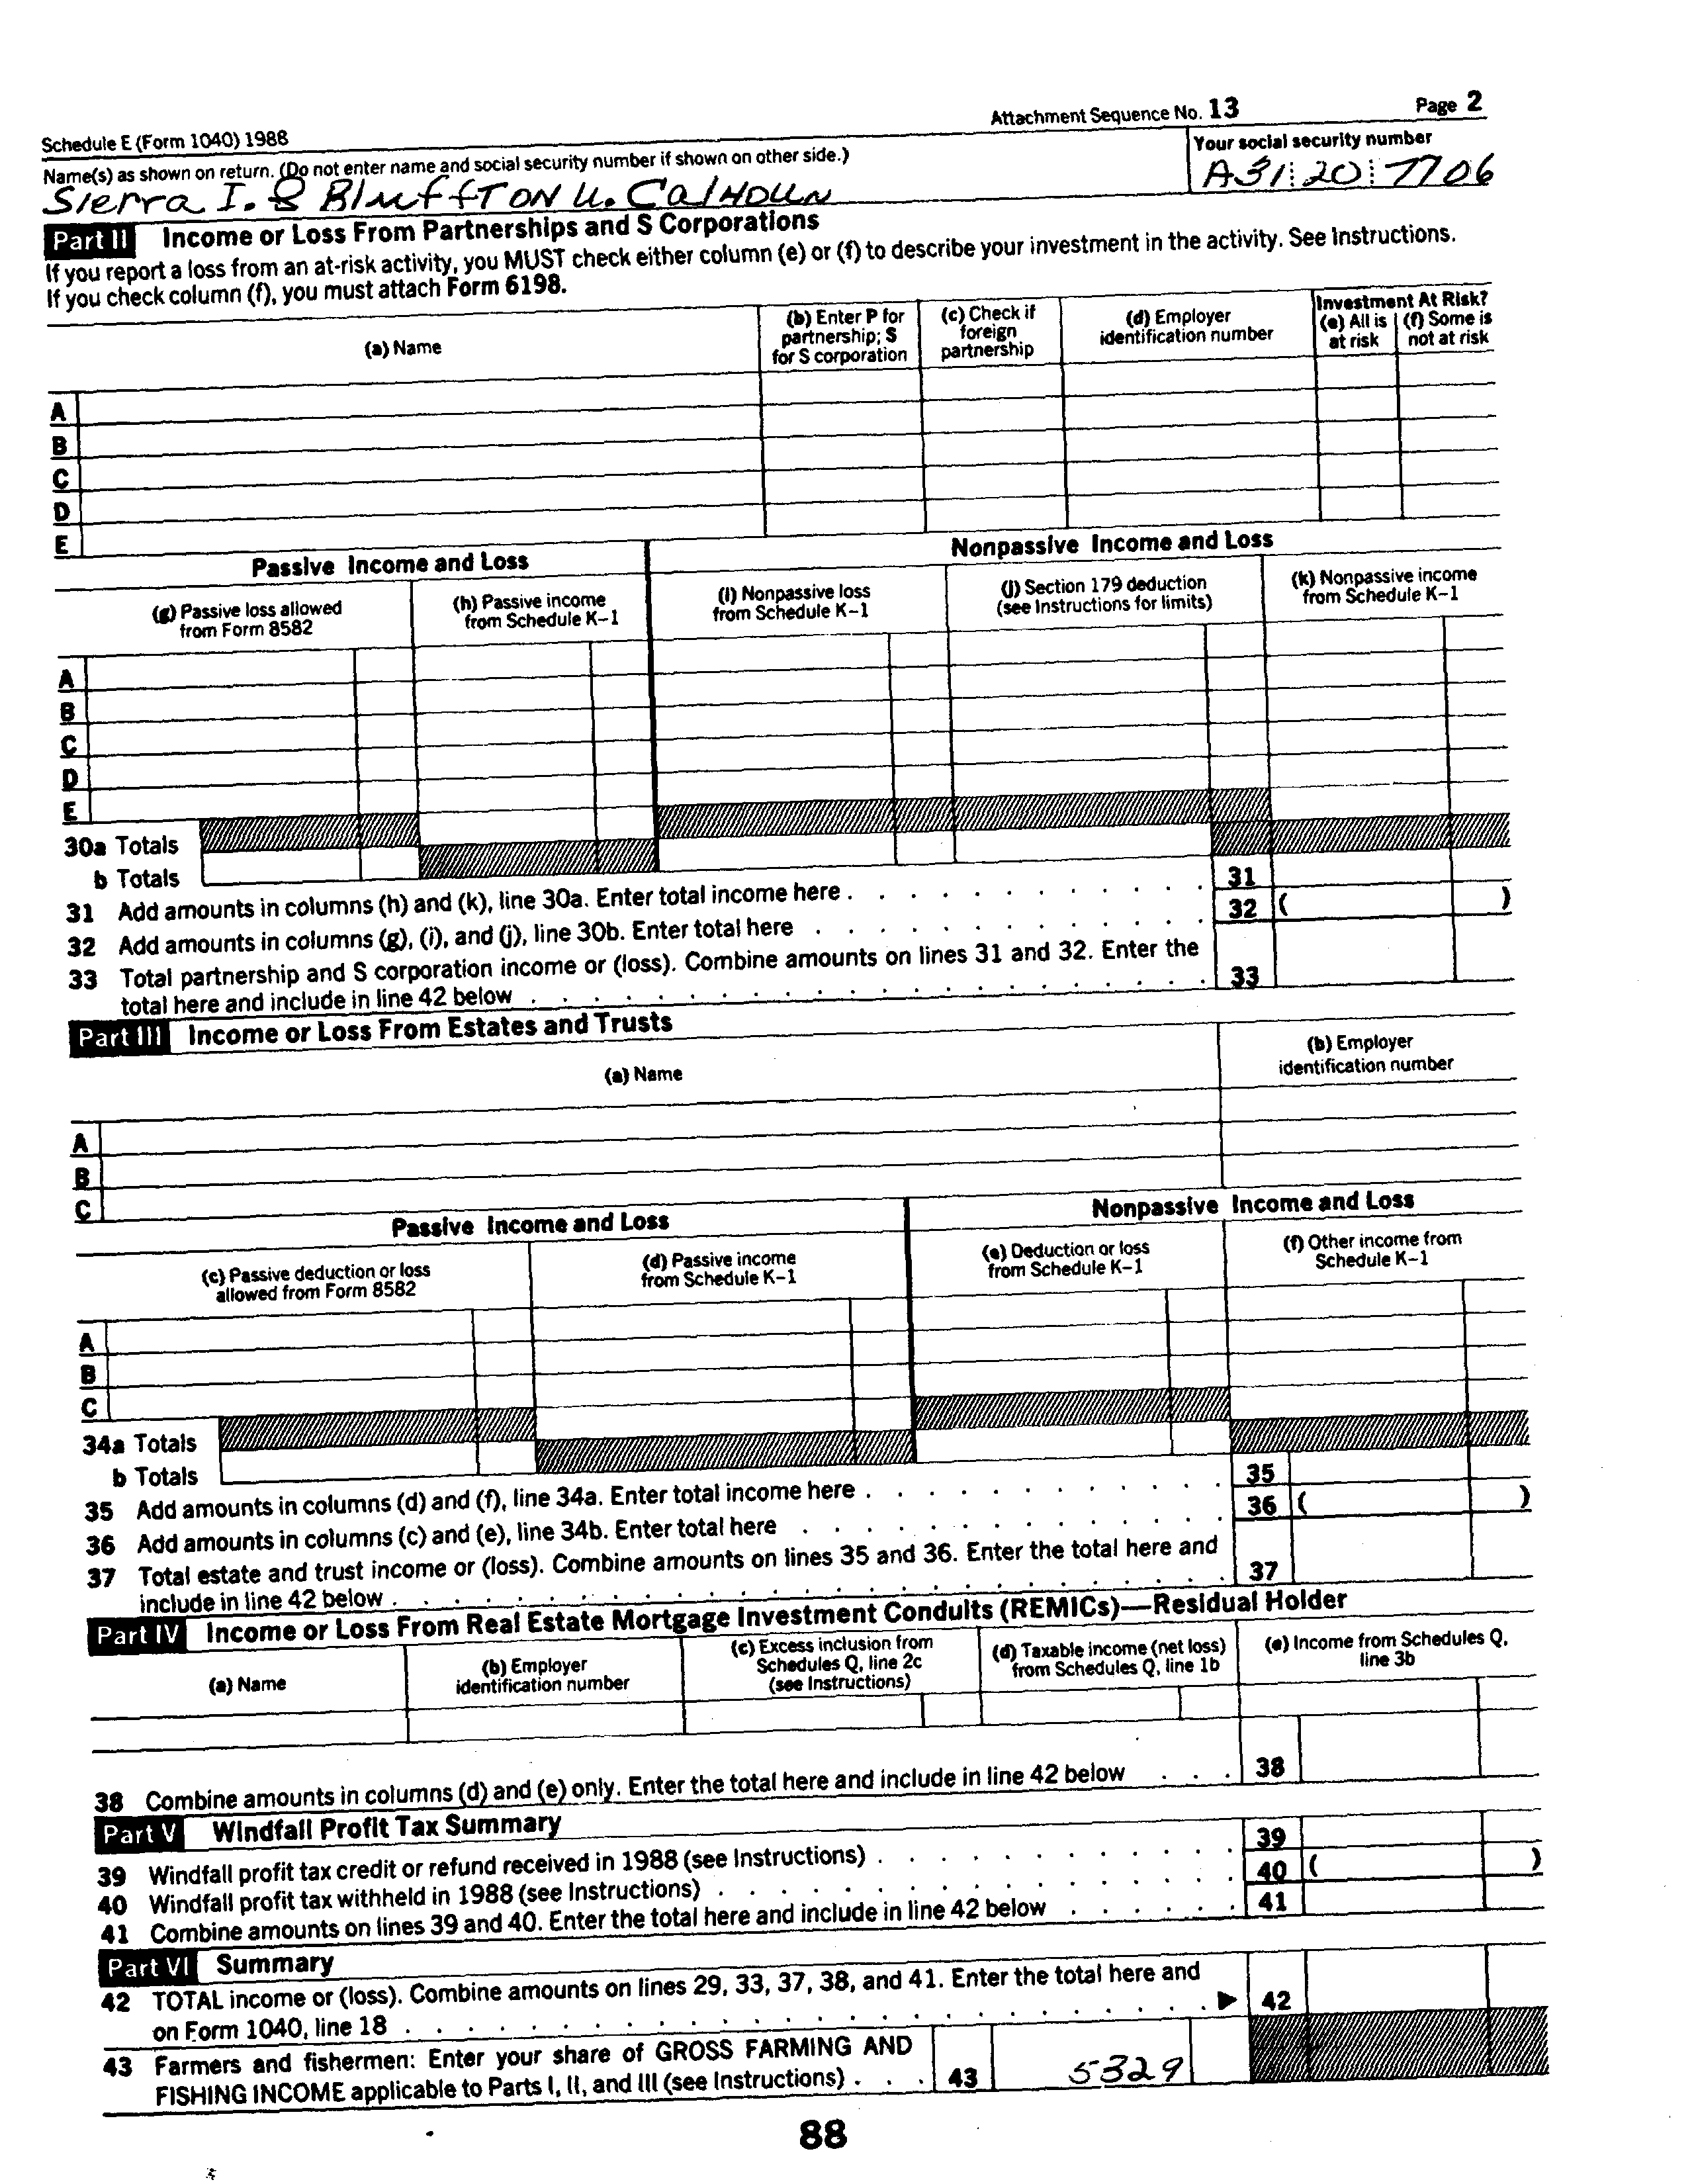 Schedule E (Form 1040) 1988
Attachment Sequence No. 13
Page 2
Name(s) as shown on return. (Do not enter name and social security number if shown on other side.)
Your social security number
Sierra I. & BluffTON U. CalHOUN
A31 20 7706
Part II Income or Loss From Partnerships and S Corporations
If you report a loss from an at-risk activity, you MUST check either column (e) or (f) to describe your investment in the activity. See Instructions.
If you check column (f), you must attach Form 6198.
(a) Name
(b) Enter P for partnership; S for S corporation
(c) Check if foreign partnership
(d) Employer identification number
Investment At Risk?
(e) All is at risk
(f) Some is not at risk
A
B
C
D
E
Passive Income and Loss
Nonpassive Income and Loss
(g) Passive loss allowed from Form 8582
(h) Passive income from Schedule K–1
(i) Nonpassive loss from Schedule K–1
(j) Section 179 deduction (see Instructions for limits)
(k) Nonpassive income from Schedule K–1
A
B
C
D
E
30a Totals
b Totals
31 Add amounts in columns (h) and (k), line 30a. Enter total income here . . . . . . . . . . . 31
32 Add amounts in columns (g), (i), and (j), line 30b. Enter total here . . . . . . . . . . . . 32 ( )
33 Total partnership and S corporation income or (loss). Combine amounts on lines 31 and 32. Enter the
total here and include in line 42 below . . . . . . . . . . . . . . . . . . . . . . 33
Part III Income or Loss From Estates and Trusts
(a) Name
(b) Employer identification number
A
B
C
Passive Income and Loss
Nonpassive Income and Loss
(c) Passive deduction or loss allowed from Form 8582
(d) Passive income from Schedule K–1
(e) Deduction or loss from Schedule K–1
(f) Other income from Schedule K–1
A
B
C
34a Totals
b Totals
35 Add amounts in columns (d) and (f), line 34a. Enter total income here . . . . . . . . . . . 35
36 Add amounts in columns (c) and (e), line 34b. Enter total here . . . . . . . . . . . . . 36 ( )
37 Total estate and trust income or (loss). Combine amounts on lines 35 and 36. Enter the total here and
include in line 42 below . . . . . . . . . . . . . . . . . . . . . . . . . . 37
Part IV Income or Loss From Real Estate Mortgage Investment Conduits (REMICs)—Residual Holder
(a) Name
(b) Employer identification number
(c) Excess inclusion from Schedules Q, line 2c (see Instructions)
(d) Taxable income (net loss) from Schedules Q, line 1b
(e) Income from Schedules Q, line 3b
38 Combine amounts in columns (d) and (e) only. Enter the total here and include in line 42 below . . . 38
Part V Windfall Profit Tax Summary
39 Windfall profit tax credit or refund received in 1988 (see Instructions) . . . . . . . . . . . 39
40 Windfall profit tax withheld in 1988 (see Instructions) . . . . . . . . . . . . . . . . 40 ( )
41 Combine amounts on lines 39 and 40. Enter the total here and include in line 42 below . . . . . . 41
Part VI Summary
42 TOTAL income or (loss). Combine amounts on lines 29, 33, 37, 38, and 41. Enter the total here and
on Form 1040, line 18 . . . . . . . . . . . . . . . . . . . . . . . . . ▶ 42
43 Farmers and fishermen: Enter your share of GROSS FARMING AND
FISHING INCOME applicable to Parts I, II, and III (see Instructions) . . . 43 5329
88